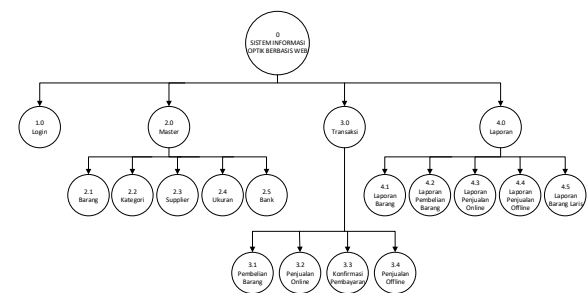 0
SISTEM INFORMASI
OPTIK BERBASIS WEB
1.0
Login
2.0
Master
3.0
Transaksi
4.0
Laporan
2.1
Barang
2.2
Kategori
2.3
Supplier
2.4
Ukuran
2.5
Bank
4.1
Laporan
Barang
4.2
Laporan
Pembelian
Barang
4.3
Laporan
Penjualan
Online
4.4
Laporan
Penjualan
Offline
4.5
Laporan
Barang Laris
3.1
Pembelian
Barang
3.2
Penjualan
Online
3.3
Konfirmasi
Pembayaran
3.4
Penjualan
Offline